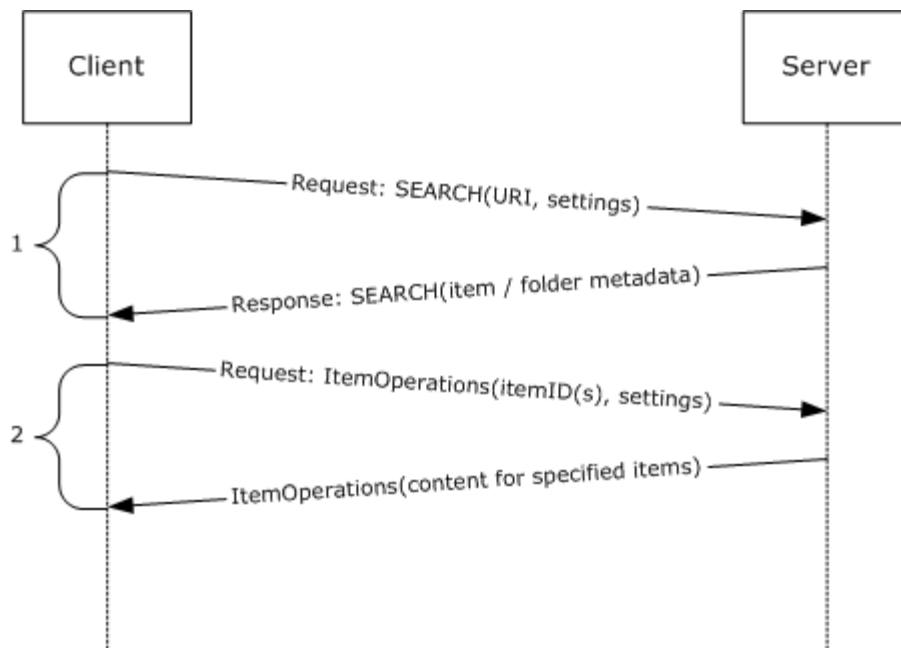 Client
Server
Request: SEARCH(URI, settings)
1
Response: SEARCH(item / folder metadata)
Request: ItemOperations(itemID(s), settings)
2
ItemOperations(content for specified items)